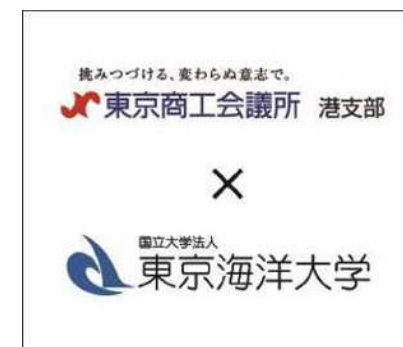 挑みつづける、変わらぬ意志で。
東京商工会議所 港支部
×
国立大学法人
東京海洋大学